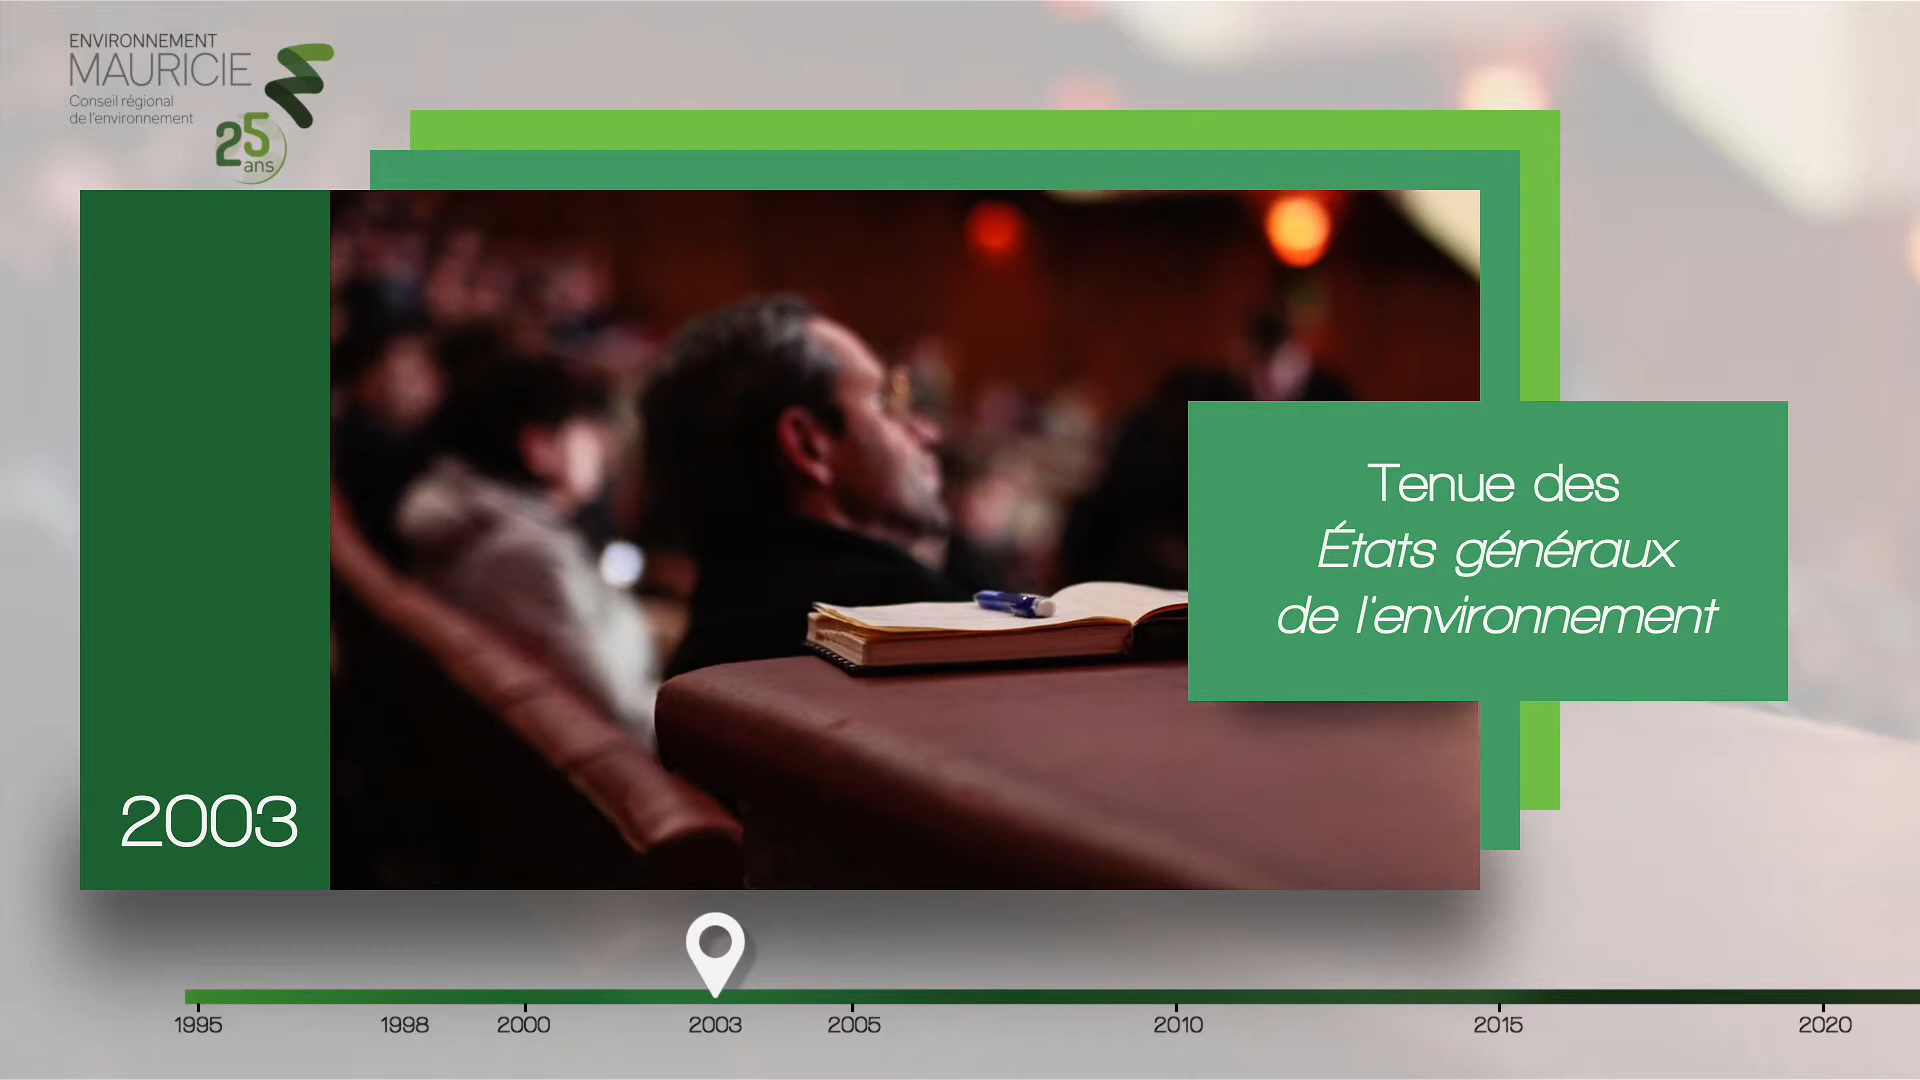 ENVIRONNEMENT
MAURICIE
Conseil régional
de l'environnement
25
ans
Tenue des
États généraux
de l'environnement
2003
1995 1998 2000 2003 2005 2010 2015 2020